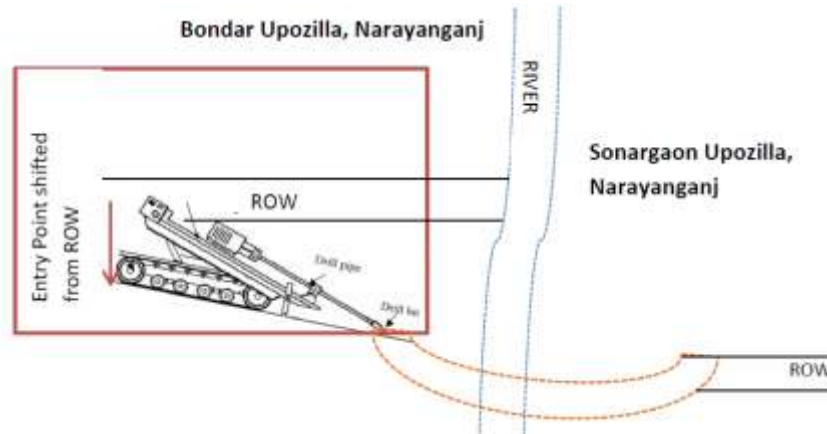 Bondar Upozilla, Narayanganj
RIVER
Sonargaon Upozilla,
Narayanganj
Entry Point shifted
from ROW
ROW
Drill pipe
Drill bit
ROW